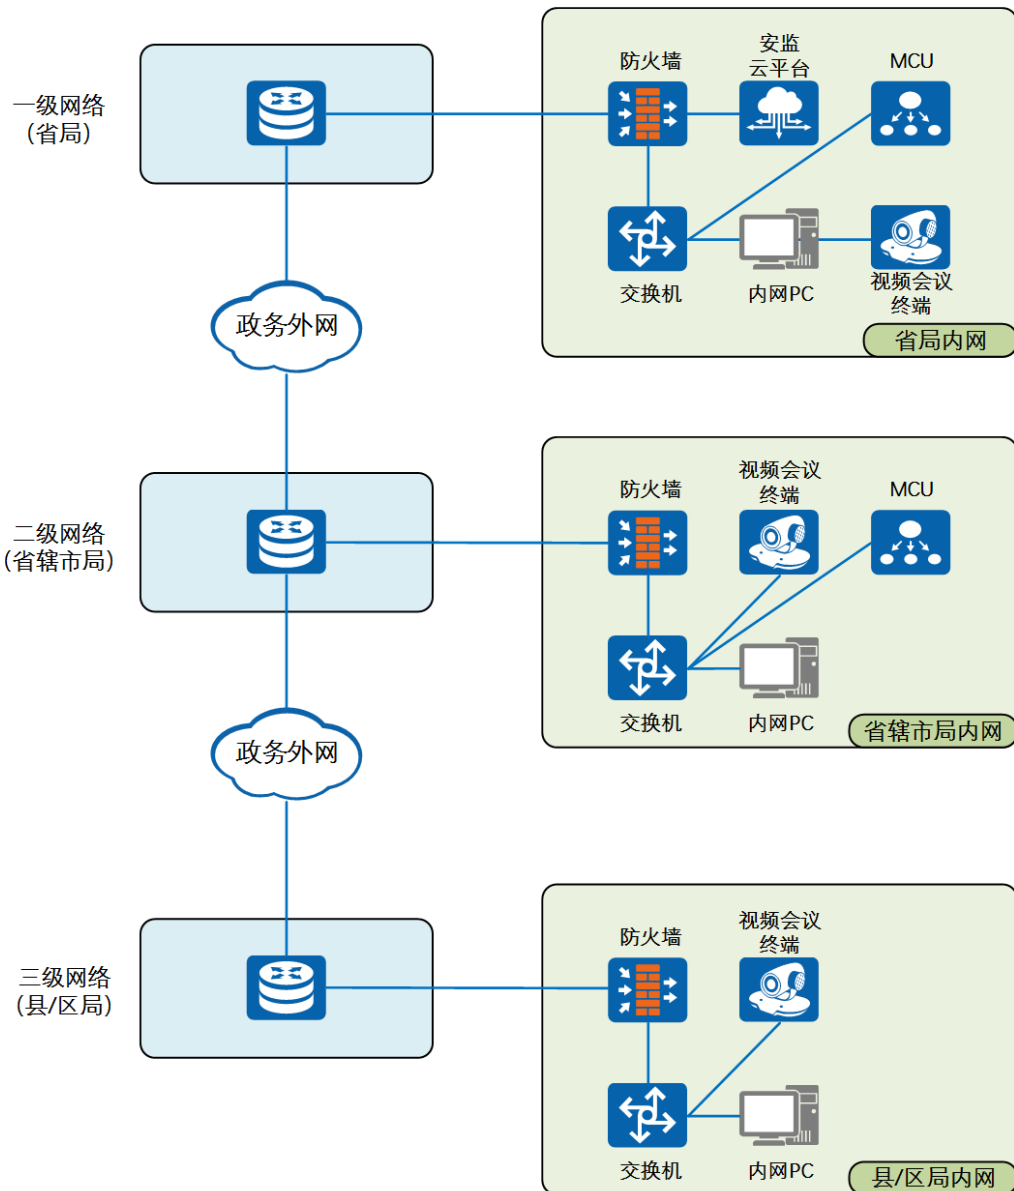 一级网络
(省局)
防火墙
安监
云平台
MCU
交换机
内网PC
视频会议
终端
省局内网
政务外网
二级网络
(省辖市局)
防火墙
视频会议
终端
MCU
交换机
内网PC
省辖市局内网
政务外网
三级网络
(县/区局)
防火墙
视频会议
终端
交换机
内网PC
县/区局内网